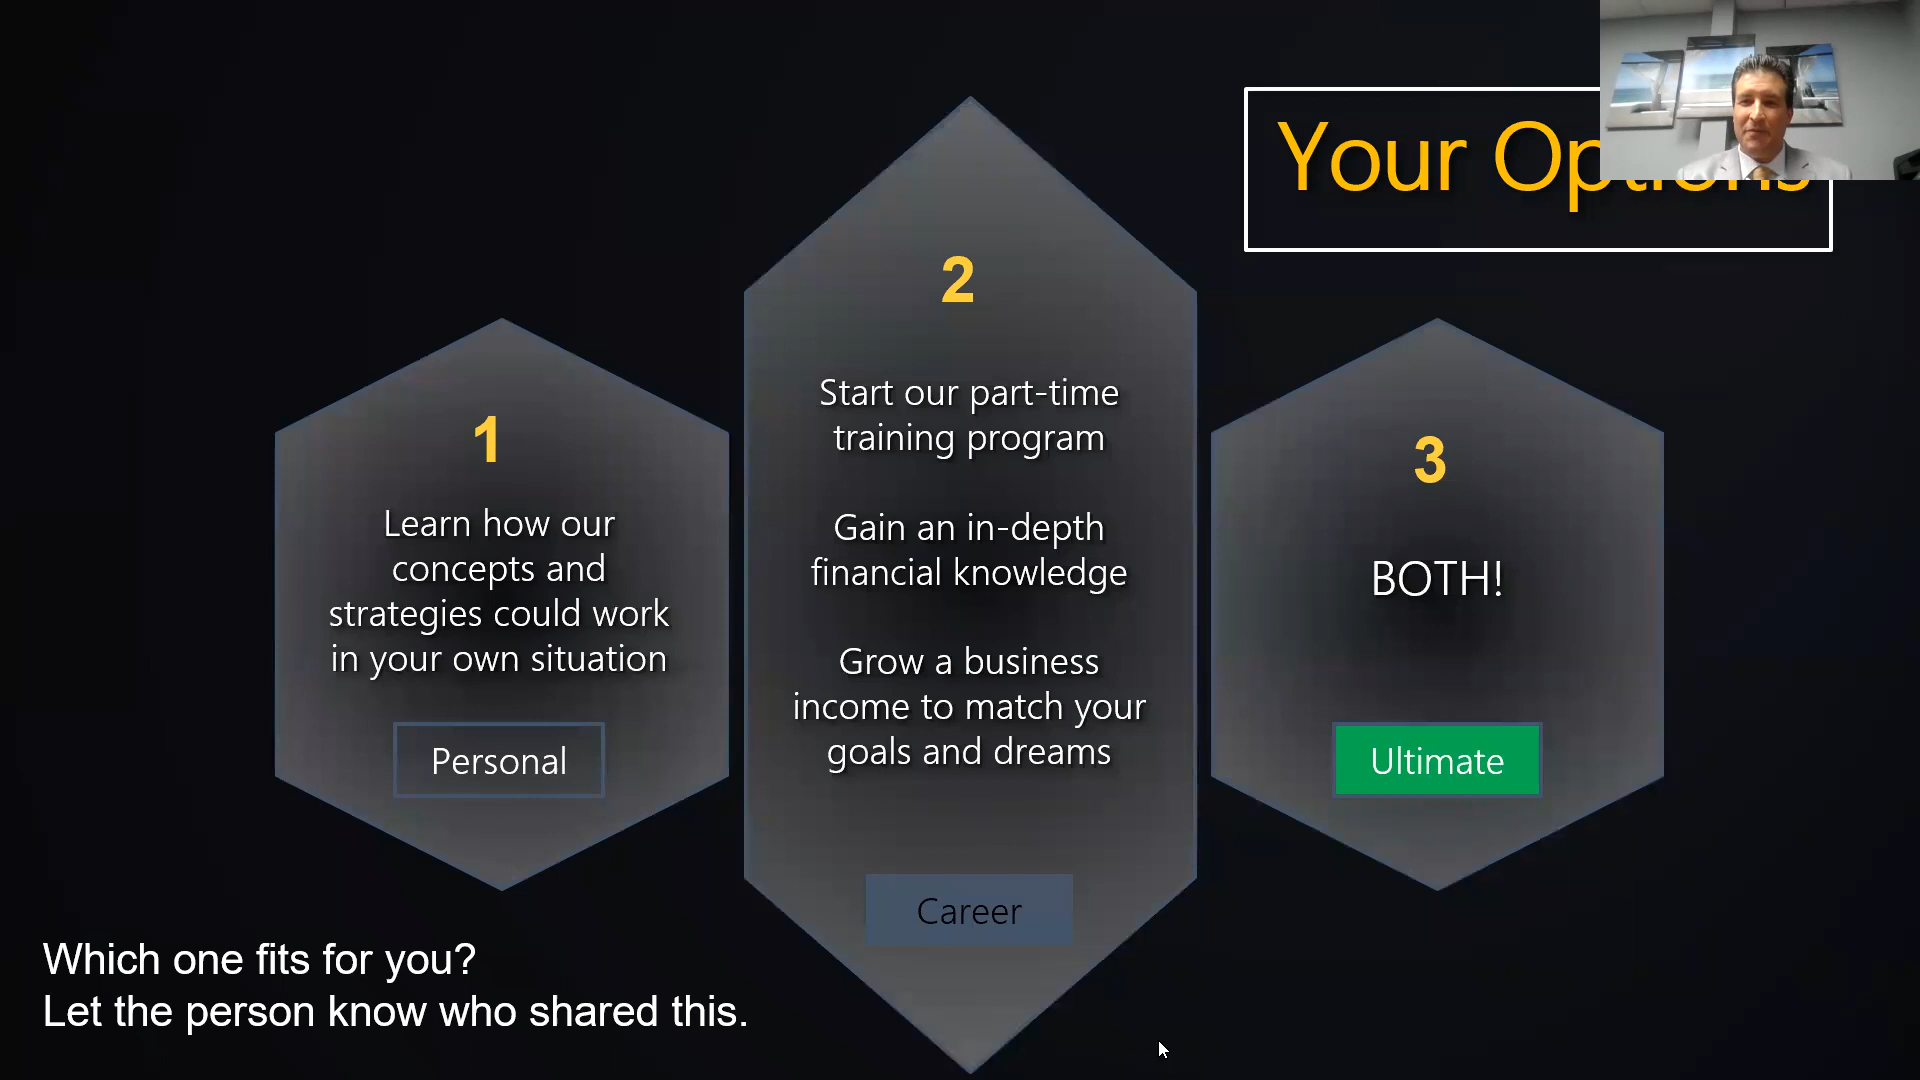 Your Options
1
Learn how our
concepts and
strategies could work
in your own situation
Personal
2
Start our part-time
training program
Gain an in-depth
financial knowledge
Grow a business
income to match your
goals and dreams
Career
3
BOTH!
Ultimate
Which one fits for you?
Let the person know who shared this.